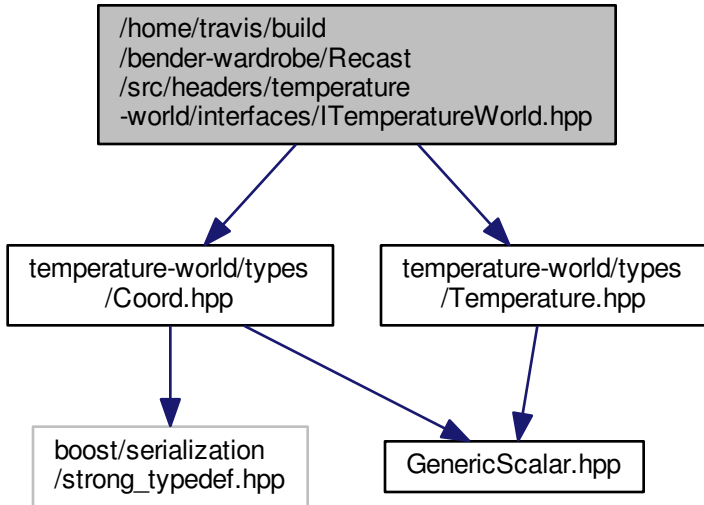 /home/travis/build
/bender-wardrobe/Recast
/src/headers/temperature
-world/interfaces/ITemperatureWorld.hpp
temperature-world/types
/Coord.hpp
temperature-world/types
/Temperature.hpp
boost/serialization
/strong_typedef.hpp
GenericScalar.hpp